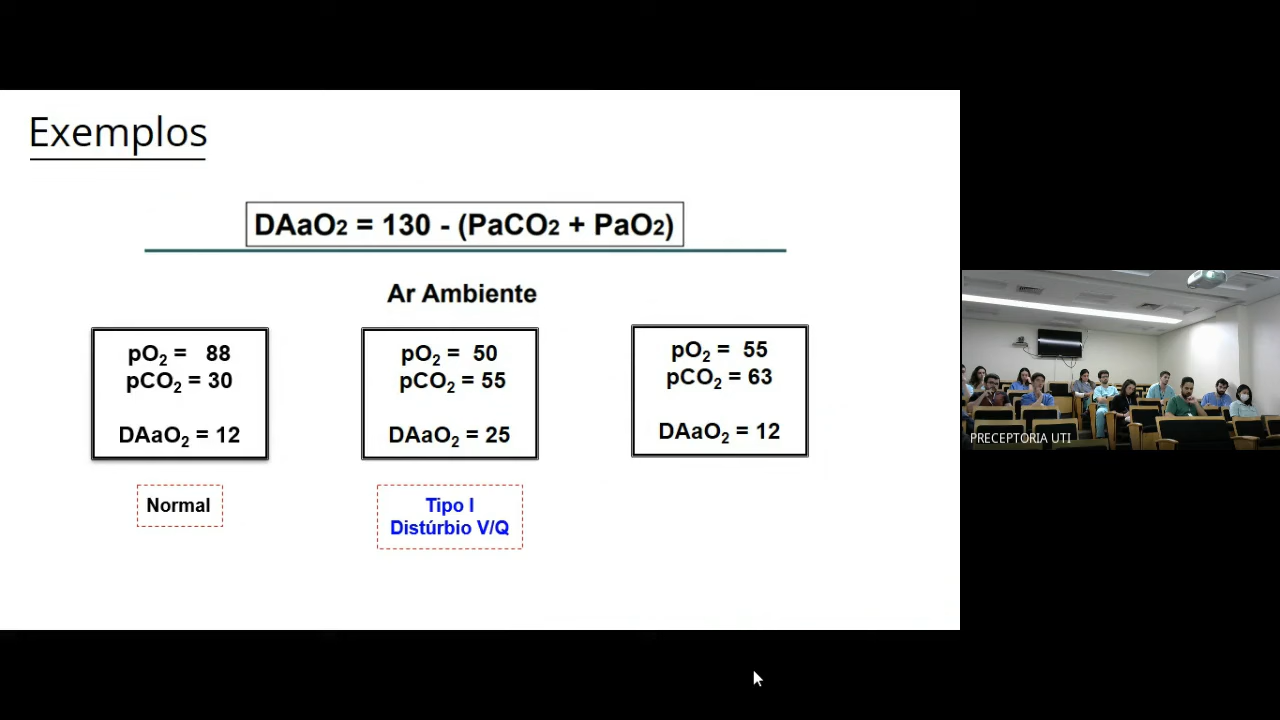 Exemplos
DAaO2 = 130 - (PaCO2 + PaO2)
Ar Ambiente
pO2 = 88
pCO2 = 30
DAaO2 = 12
Normal
pO2 = 50
pCO2 = 55
DAaO2 = 25
Tipo I
Distúrbio V/Q
pO2 = 55
pCO2 = 63
DAaO2 = 12
PRECEPTORIA UTI